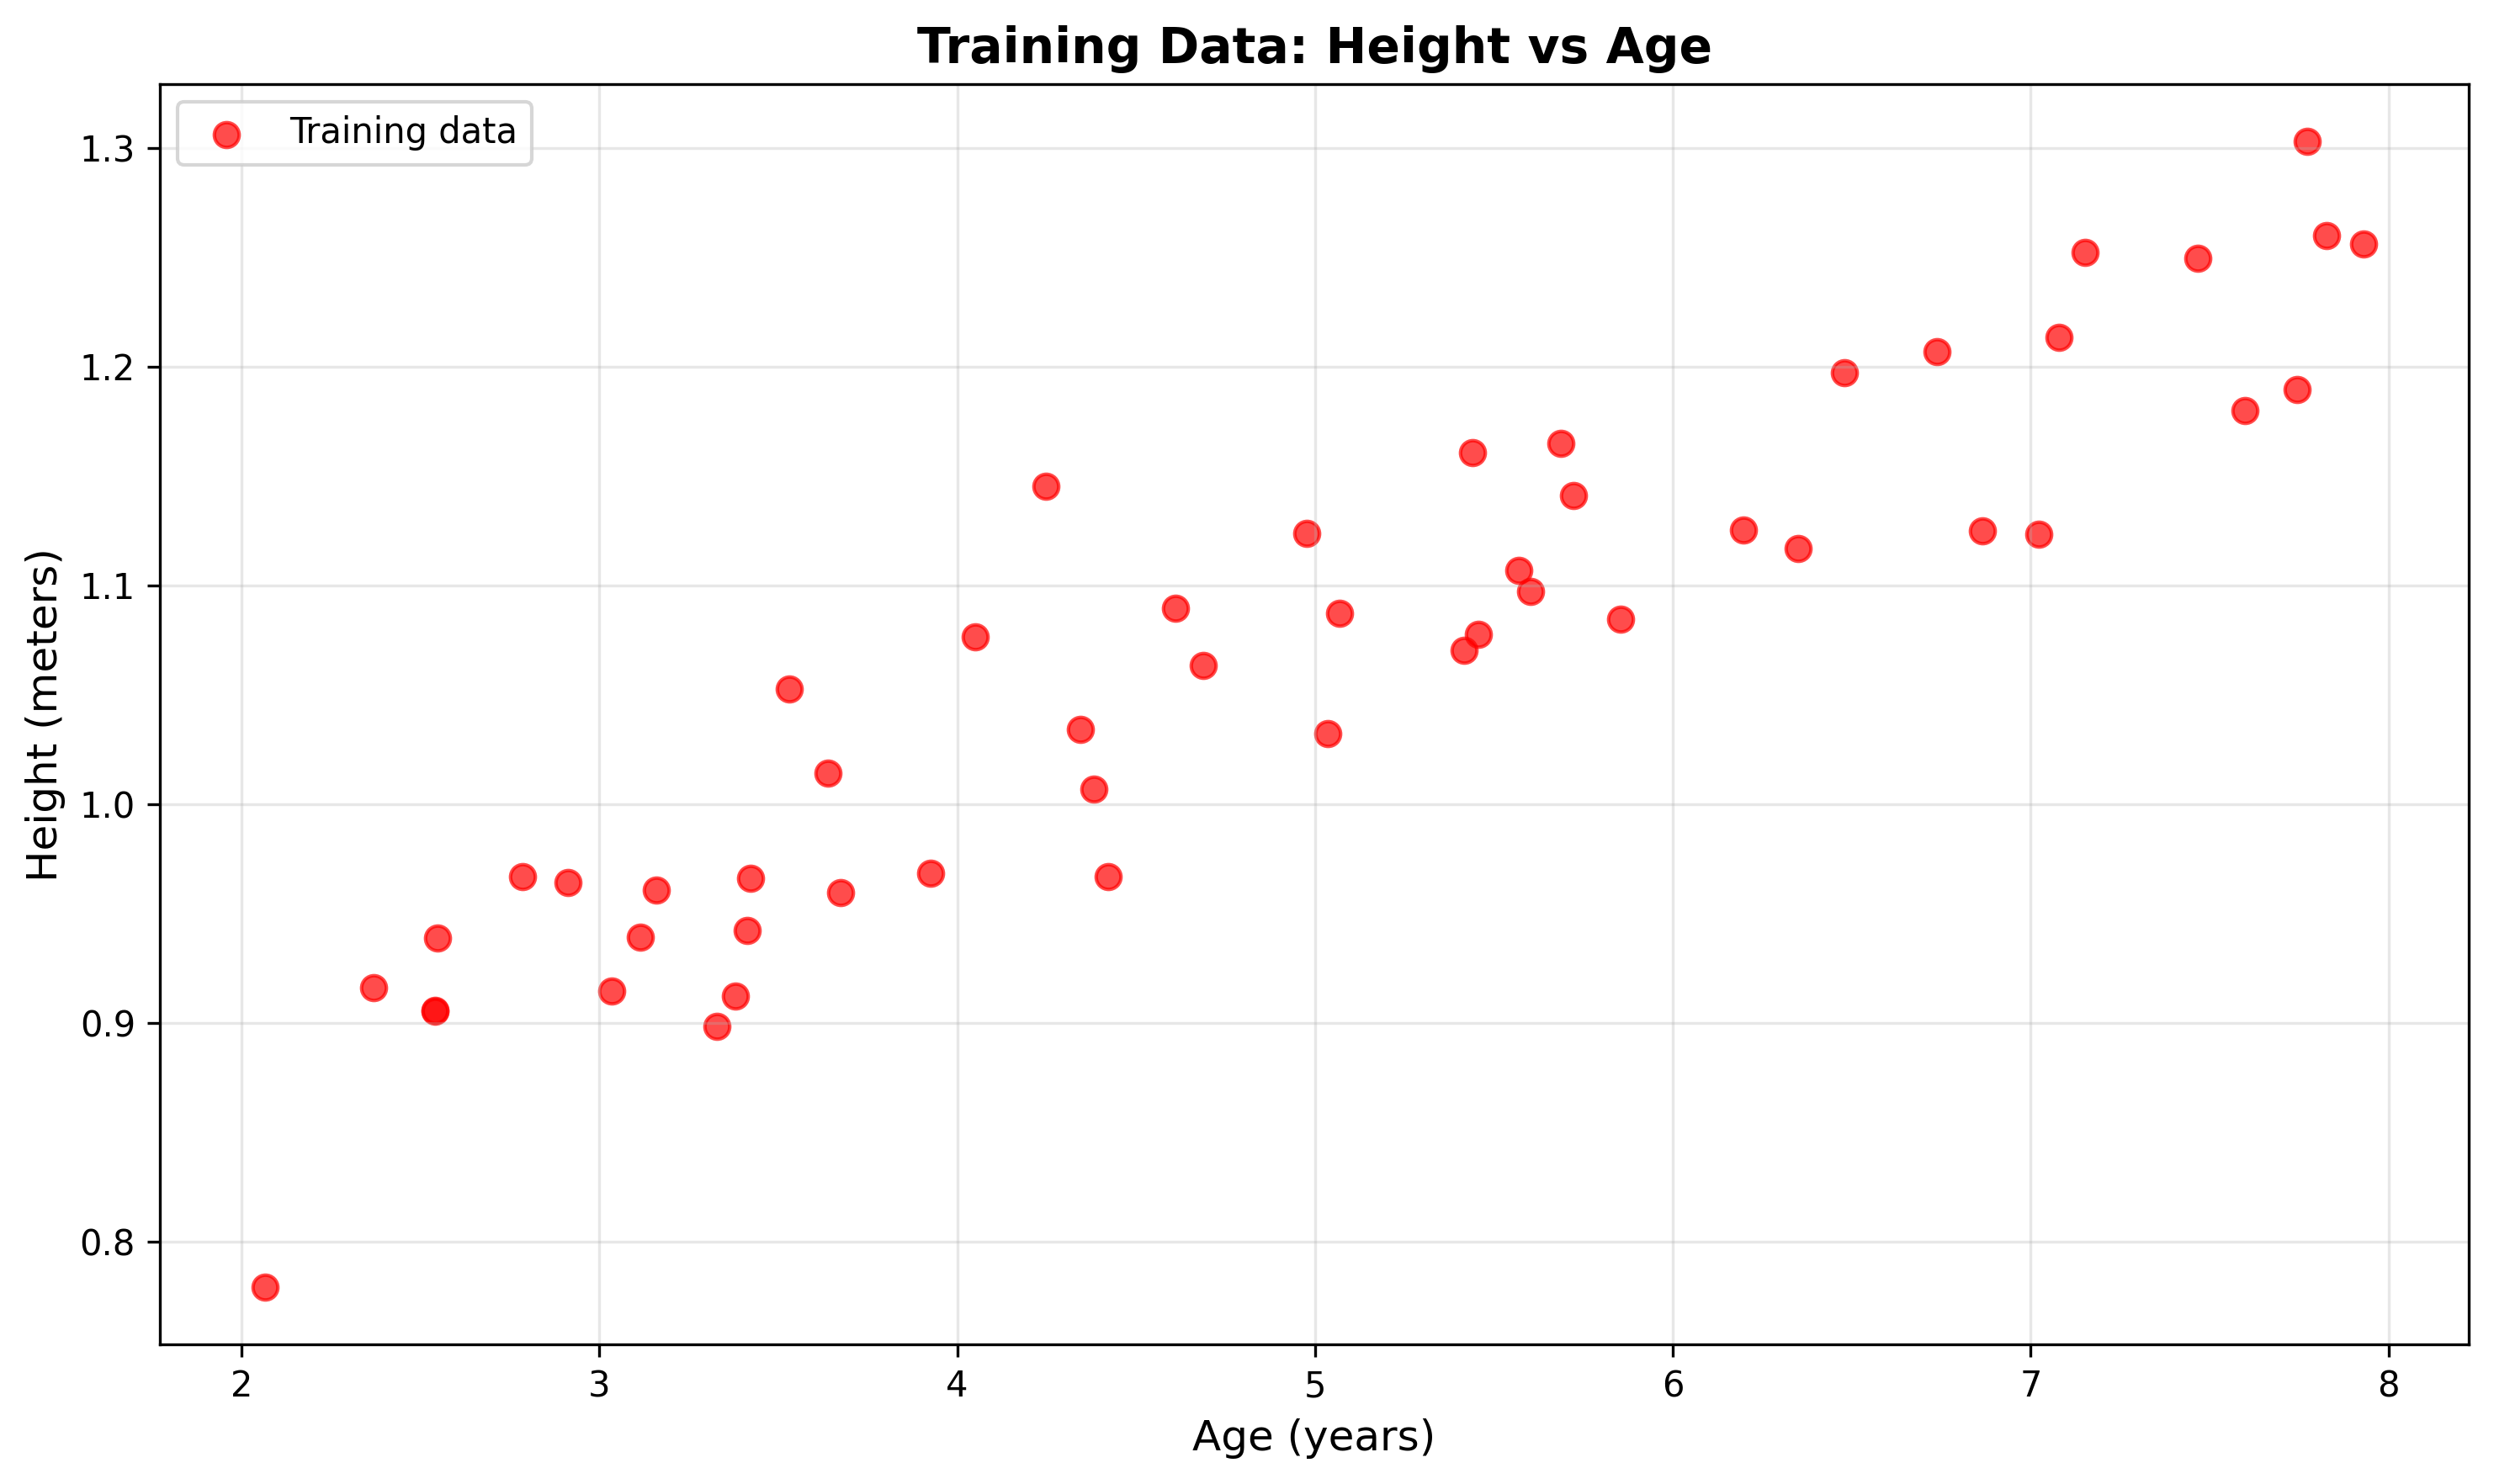 Training Data: Height vs Age
Training data
1.3
1.2
1.1
1.0
0.9
0.8
Height (meters)
2 3 4 5 6 7 8
Age (years)